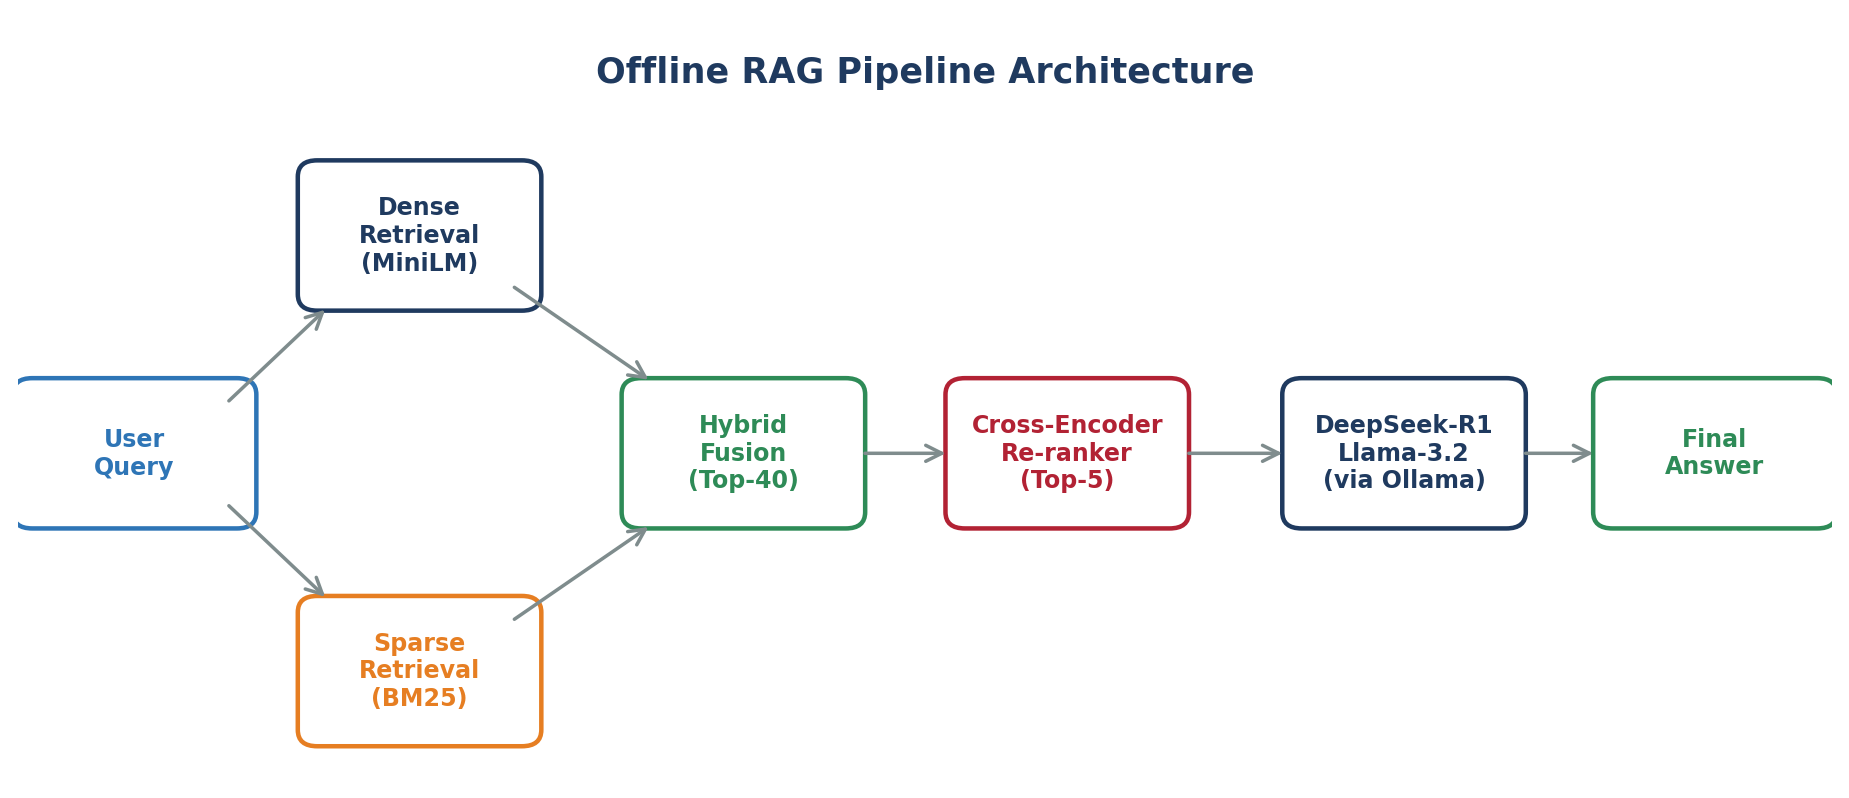 Offline RAG Pipeline Architecture
Dense
Retrieval
(MiniLM)
User
Query
Hybrid
Fusion
(Top-40)
Cross-Encoder
Re-ranker
(Top-5)
DeepSeek-R1
Llama-3.2
(via Ollama)
Final
Answer
Sparse
Retrieval
(BM25)